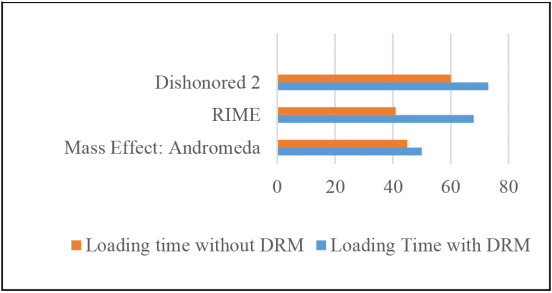 Dishonored 2
RIME
Mass Effect: Andromeda
0 20 40 60 80
Loading time without DRM Loading Time with DRM